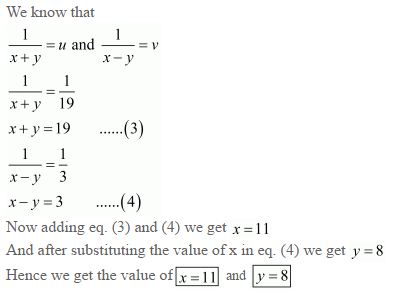 We know that
1/(x+y) = u and 1/(x−y) = v
1/(x+y) = 1/19
x+y=19 ......(3)
1/(x−y) = 1/3
x−y=3 ......(4)
Now adding eq. (3) and (4) we get x=11
And after substituting the value of x in eq. (4) we get y=8
Hence we get the value of x=11 and y=8